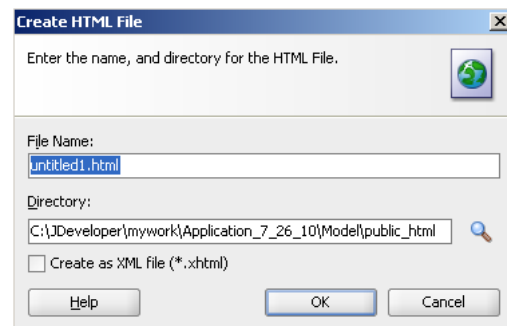 Create HTML File
Enter the name, and directory for the HTML File.
File Name:
untitled1.html
Directory:
C:\JDeveloper\mywork\Application_7_26_10\Model\public_html
Create as XML file (*.xhtml)
Help OK Cancel